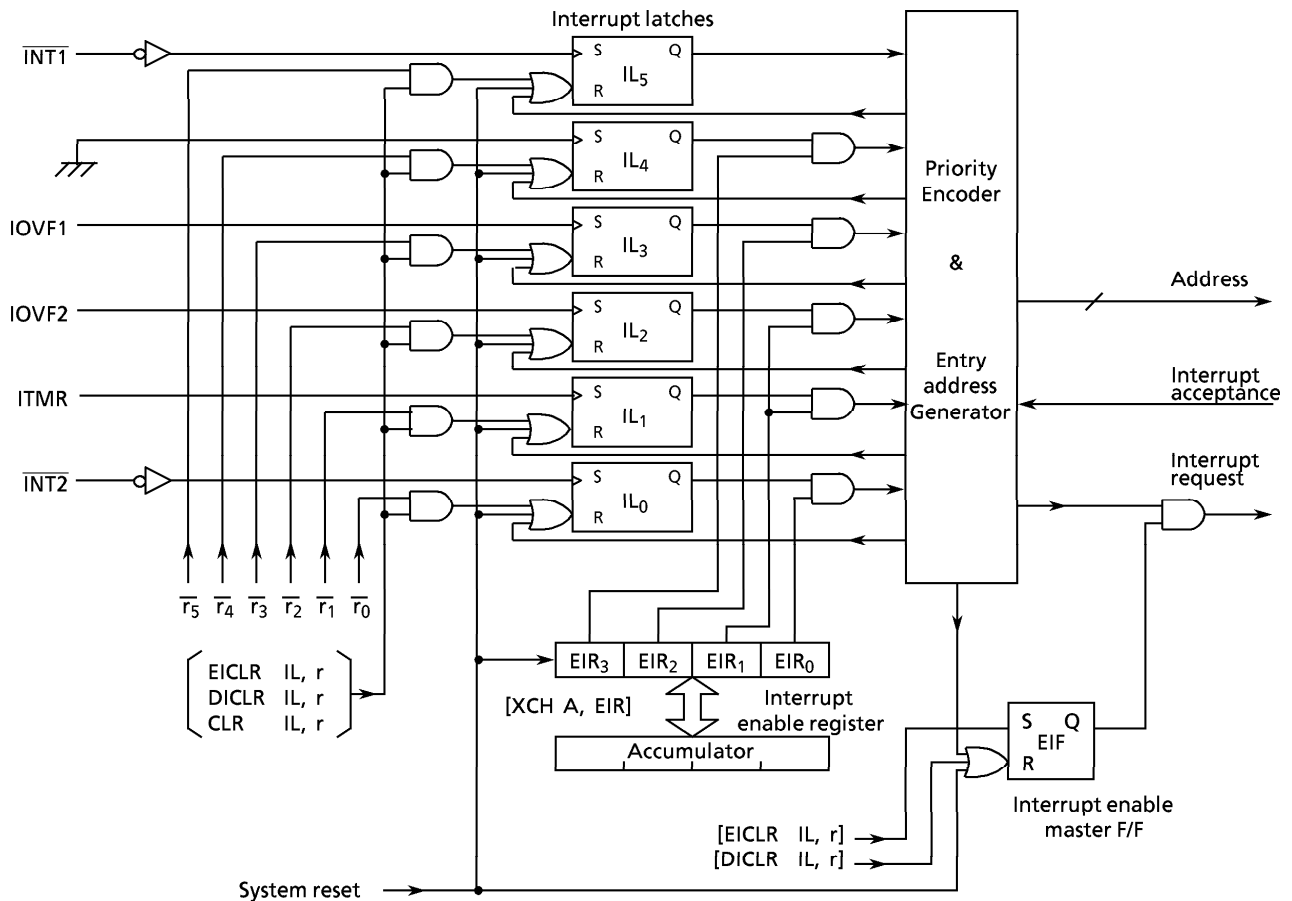 Interrupt latches
INT1
S Q
IL5
R
S Q
IL4
R
Priority
Encoder
IOVF1
S Q
IL3
R
&
Address
IOVF2
S Q
IL2
R
Entry
address
Generator
Interrupt
acceptance
ITMR
S Q
IL1
R
Interrupt
request
INT2
S Q
IL0
R
r5 r4 r3 r2 r1 r0
EICLR IL, r
DICLR IL, r
CLR IL, r
EIR3 EIR2 EIR1 EIR0
[XCH A, EIR]
Interrupt
enable register
Accumulator
S Q
EIF
R
Interrupt enable
master F/F
[EICLR IL, r]
[DICLR IL, r]
System reset